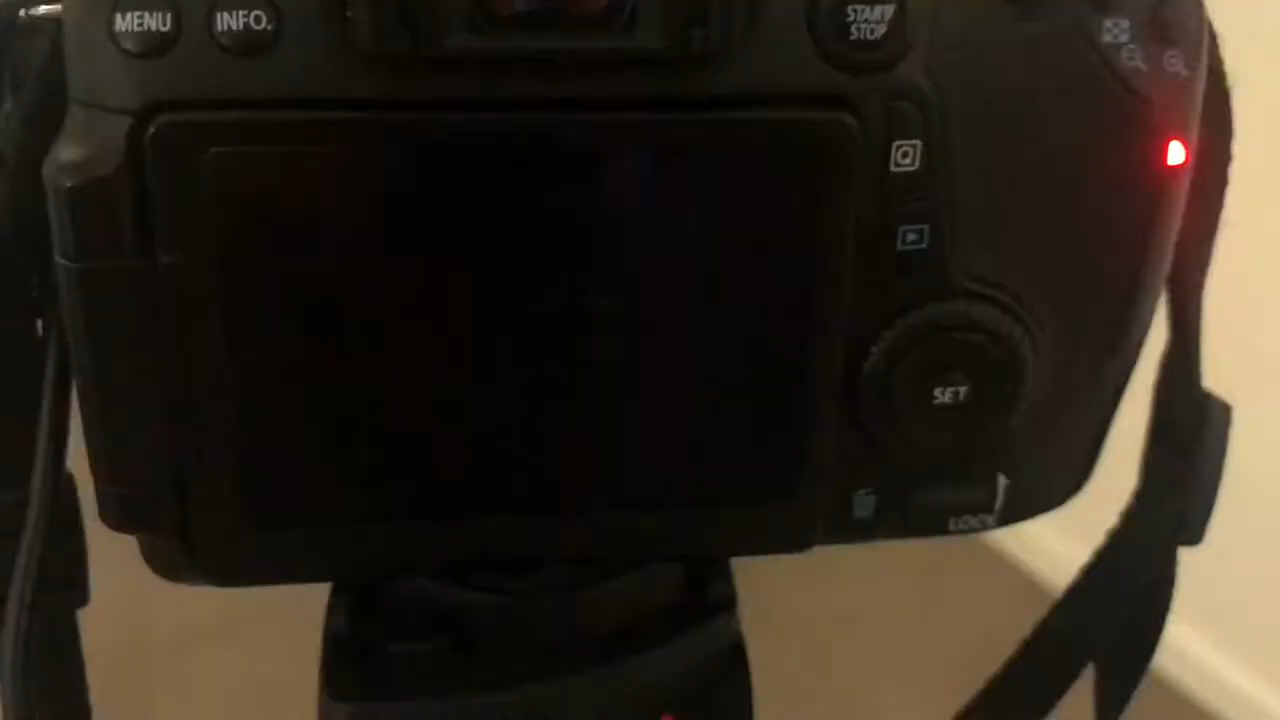 MENU
INFO.
START/
STOP
Q
SET
LOCK